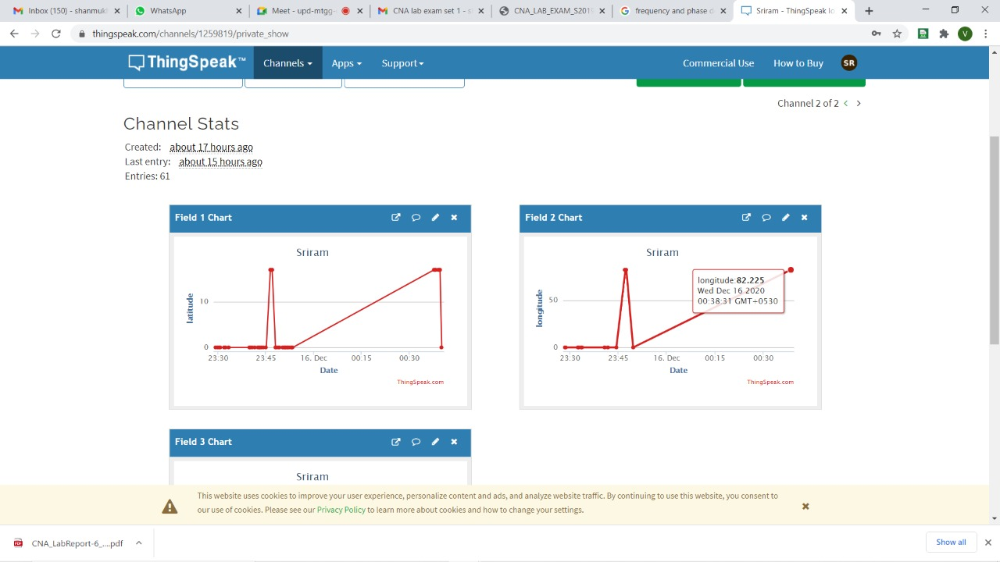 Inbox (150) - shanmuk
WhatsApp
Meet - upd-mtgg-
CNA lab exam set 1 - s
CNA_LAB_EXAM_S2019
frequency and phase d
Sriram - ThingSpeak Io
thingspeak.com/channels/1259819/private_show
V
ThingSpeak™ Channels Apps Support Commercial Use How to Buy SR
Channel 2 of 2 < >
Channel Stats
Created: about 17 hours ago
Last entry: about 15 hours ago
Entries: 61
Field 1 Chart
Sriram
latitude
10
0
23:30 23:45 16. Dec 00:15 00:30
Date
ThingSpeak.com
Field 2 Chart
Sriram
longitude
50
0
longitude:82.225
Wed Dec 16 2020
00:38:31 GMT+0530
23:30 23:45 16. Dec 00:15 00:30
Date
ThingSpeak.com
Field 3 Chart
Sriram
This website uses cookies to improve your user experience, personalize content and ads, and analyze website traffic. By continuing to use this website, you consent to
our use of cookies. Please see our Privacy Policy to learn more about cookies and how to change your settings.
PDF
CNA_LabReport-6_....pdf
Show all